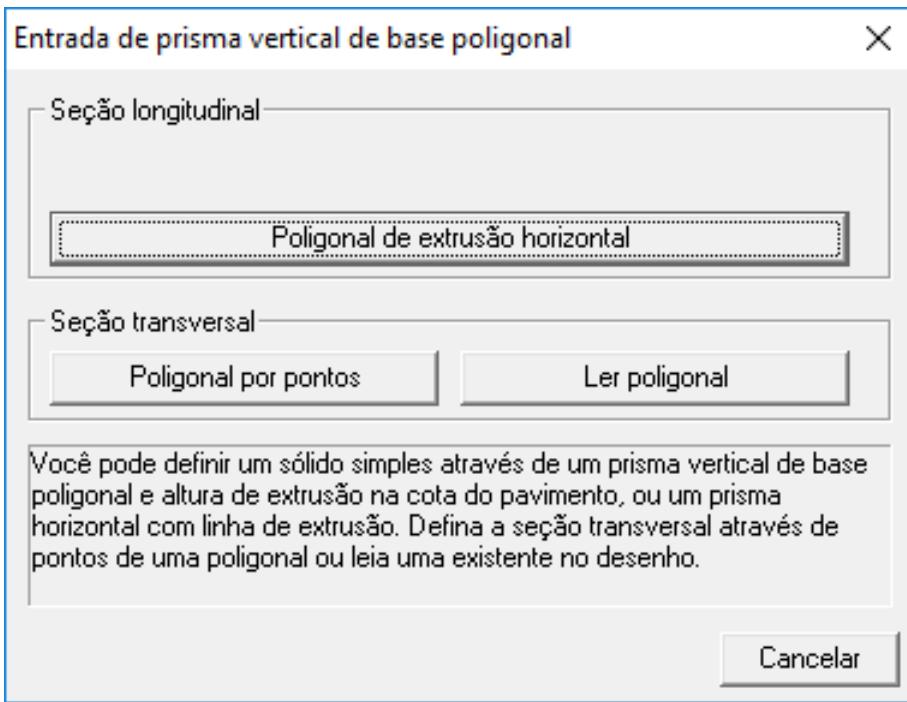 Entrada de prisma vertical de base poligonal
Seção longitudinal
Poligonal de extrusão horizontal
Seção transversal
Poligonal por pontos
Ler poligonal
Você pode definir um sólido simples através de um prisma vertical de base
poligonal e altura de extrusão na cota do pavimento, ou um prisma
horizontal com linha de extrusão. Defina a seção transversal através de
pontos de uma poligonal ou leia uma existente no desenho.
Cancelar